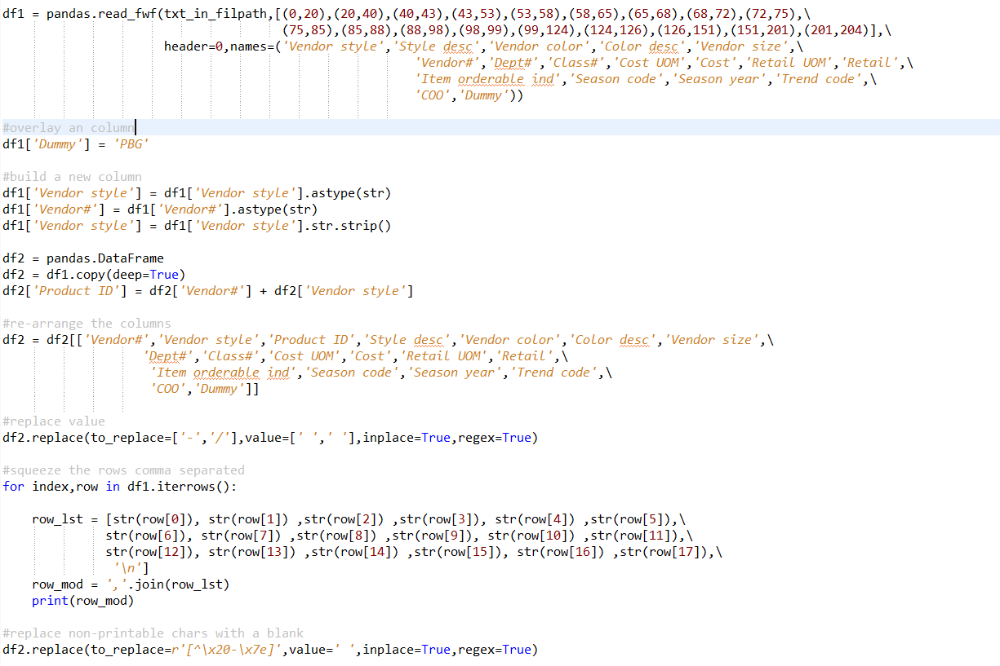 df1 = pandas.read_fwf(txt_in_filpath,[(0,20),(20,40),(40,43),(43,53),(53,58),(58,65),(65,68),(68,72),(72,75),\
(75,85),(85,88),(88,98),(98,99),(99,124),(124,126),(126,151),(151,201),(201,204)],\
header=0,names=('Vendor style','Style desc','Vendor color','Color desc','Vendor size',\
'Vendor#','Dept#','Class#','Cost UOM','Cost','Retail UOM','Retail',\
'Item orderable ind','Season code','Season year','Trend code',\
'COO','Dummy'))
#overlay an column
df1['Dummy'] = 'PBG'
#build a new column
df1['Vendor style'] = df1['Vendor style'].astype(str)
df1['Vendor#'] = df1['Vendor#'].astype(str)
df1['Vendor style'] = df1['Vendor style'].str.strip()
df2 = pandas.DataFrame
df2 = df1.copy(deep=True)
df2['Product ID'] = df2['Vendor#'] + df2['Vendor style']
#re-arrange the columns
df2 = df2[['Vendor#','Vendor style','Product ID','Style desc','Vendor color','Color desc','Vendor size',\
'Dept#','Class#','Cost UOM','Cost','Retail UOM','Retail',\
'Item orderable ind','Season code','Season year','Trend code',\
'COO','Dummy']]
#replace value
df2.replace(to_replace=['-','/'],value=[' ',' '],inplace=True,regex=True)
#squeeze the rows comma separated
for index,row in df1.iterrows():
row_lst = [str(row[0]), str(row[1]) ,str(row[2]) ,str(row[3]), str(row[4]) ,str(row[5]),\
str(row[6]), str(row[7]) ,str(row[8]) ,str(row[9]), str(row[10]) ,str(row[11]),\
str(row[12]), str(row[13]) ,str(row[14]) ,str(row[15]), str(row[16]) ,str(row[17]),\
'\n']
row_mod = ','.join(row_lst)
print(row_mod)
#replace non-printable chars with a blank
df2.replace(to_replace=r'[^\x20-\x7e]',value=' ',inplace=True,regex=True)